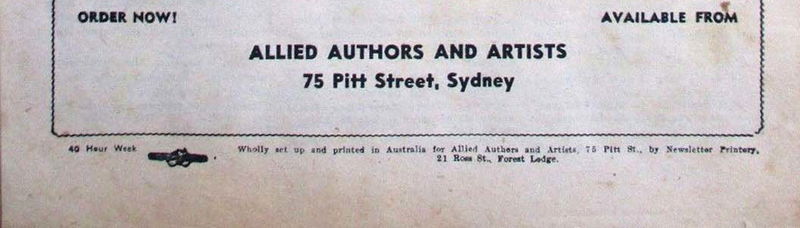 ORDER NOW! AVAILABLE FROM
ALLIED AUTHORS AND ARTISTS
75 Pitt Street, Sydney
40 Hour Week Wholly set up and printed in Australia for Allied Authors and Artists, 75 Pitt St., by Newsletter Printery,
21 Ross St., Forest Lodge.